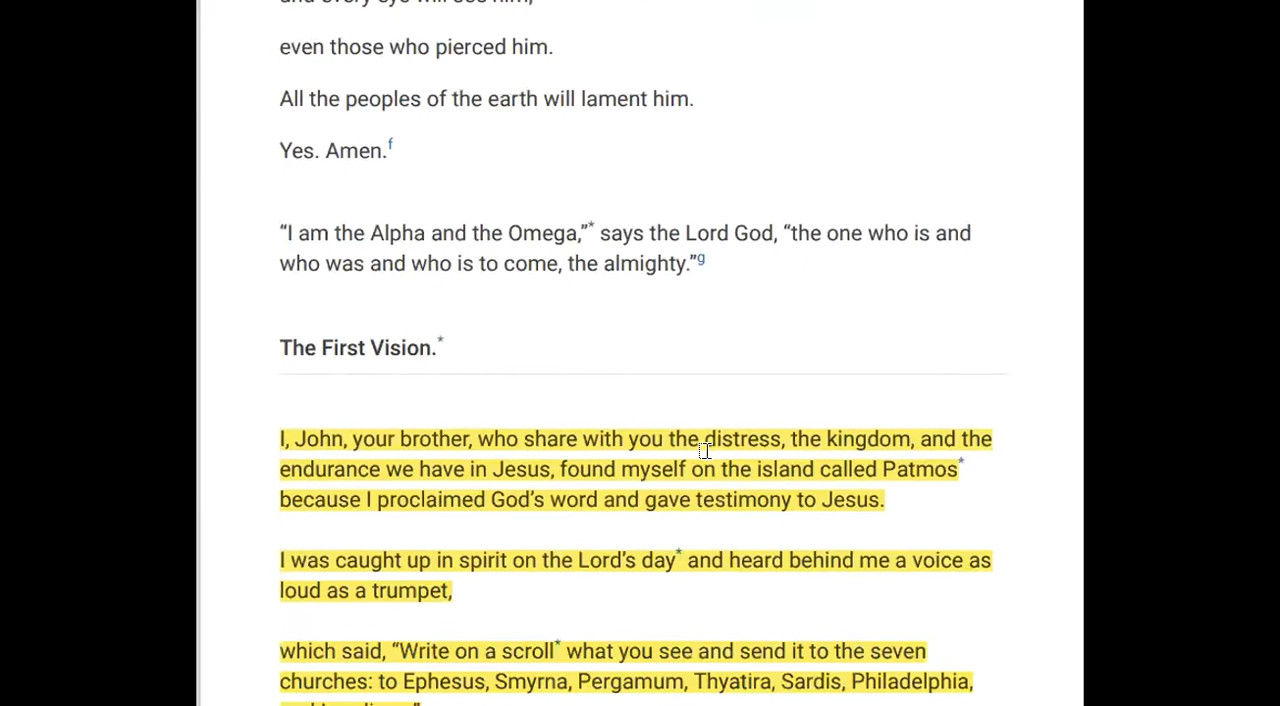 even those who pierced him.
All the peoples of the earth will lament him.
Yes. Amen.f
“I am the Alpha and the Omega,”* says the Lord God, “the one who is and
who was and who is to come, the almighty.”g
The First Vision.*
I, John, your brother, who share with you the distress, the kingdom, and the
endurance we have in Jesus, found myself on the island called Patmos*
because I proclaimed God’s word and gave testimony to Jesus.
I was caught up in spirit on the Lord’s day* and heard behind me a voice as
loud as a trumpet,
which said, “Write on a scroll* what you see and send it to the seven
churches: to Ephesus, Smyrna, Pergamum, Thyatira, Sardis, Philadelphia,